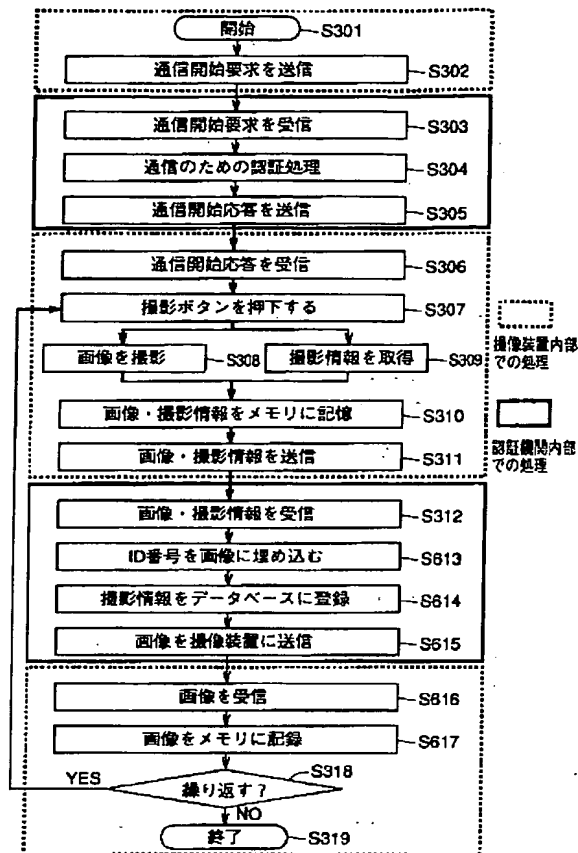 開始
S301
通信開始要求を送信
S302
通信開始要求を受信
S303
通信のための認証処理
S304
通信開始応答を送信
S305
通信開始応答を受信
S306
撮影ボタンを押下する
S307
画像を撮影
S308
撮影情報を取得
S309
画像・撮影情報をメモリに記憶
S310
画像・撮影情報を送信
S311
撮像装置内部
での処理
認証機関内部
での処理
画像・撮影情報を受信
S312
ID番号を画像に埋め込む
S613
撮影情報をデータベースに登録
S614
画像を撮像装置に送信
S615
画像を受信
S616
画像をメモリに記録
S617
YES
繰り返す？
S318
NO
終了
S319